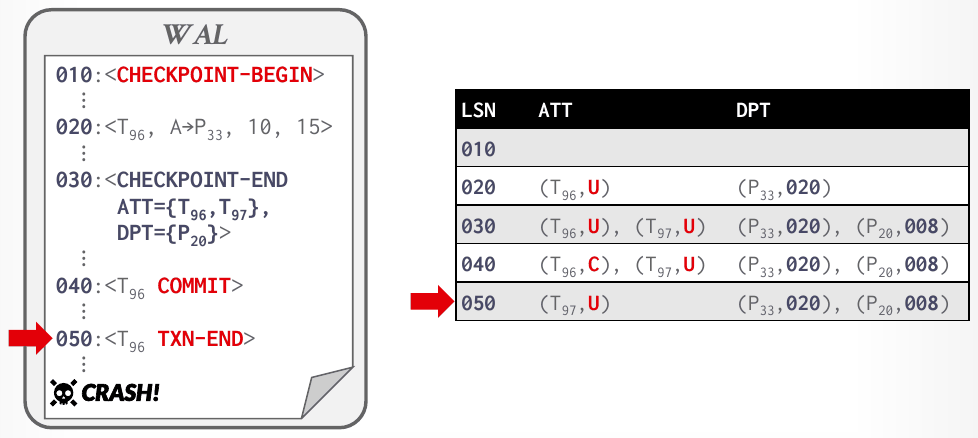 WAL
010:<CHECKPOINT-BEGIN>
⋮
020:<T96, A→P33, 10, 15>
⋮
030:<CHECKPOINT-END
ATT={T96,T97},
DPT={P20}>
⋮
040:<T96 COMMIT>
⋮
050:<T96 TXN-END>
⋮
CRASH!
LSN ATT DPT
010
020 (T96,U) (P33,020)
030 (T96,U), (T97,U) (P33,020), (P20,008)
040 (T96,C), (T97,U) (P33,020), (P20,008)
050 (T97,U) (P33,020), (P20,008)